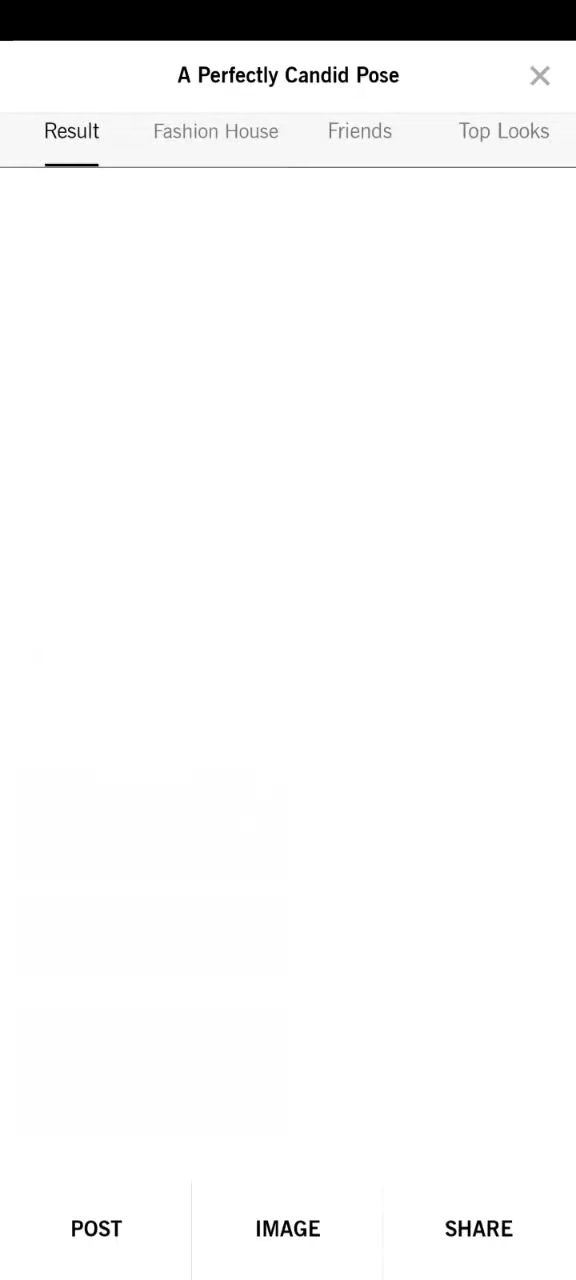 A Perfectly Candid Pose
Result Fashion House Friends Top Looks
POST IMAGE SHARE